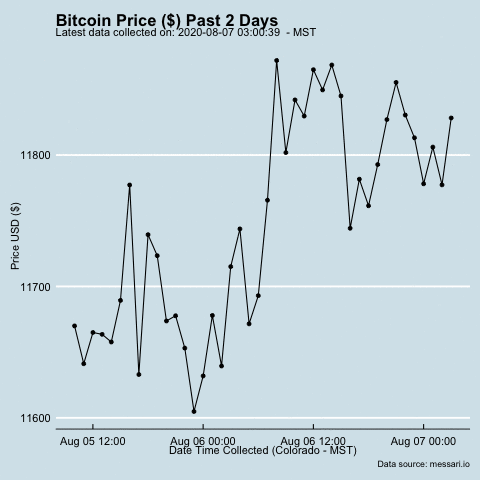 Bitcoin Price ($) Past 2 Days
Latest data collected on: 2020-08-07 03:00:39 - MST
11800
11700
11600
Price USD ($)
Aug 05 12:00 Aug 06 00:00 Aug 06 12:00 Aug 07 00:00
Date Time Collected (Colorado - MST)
Data source: messari.io